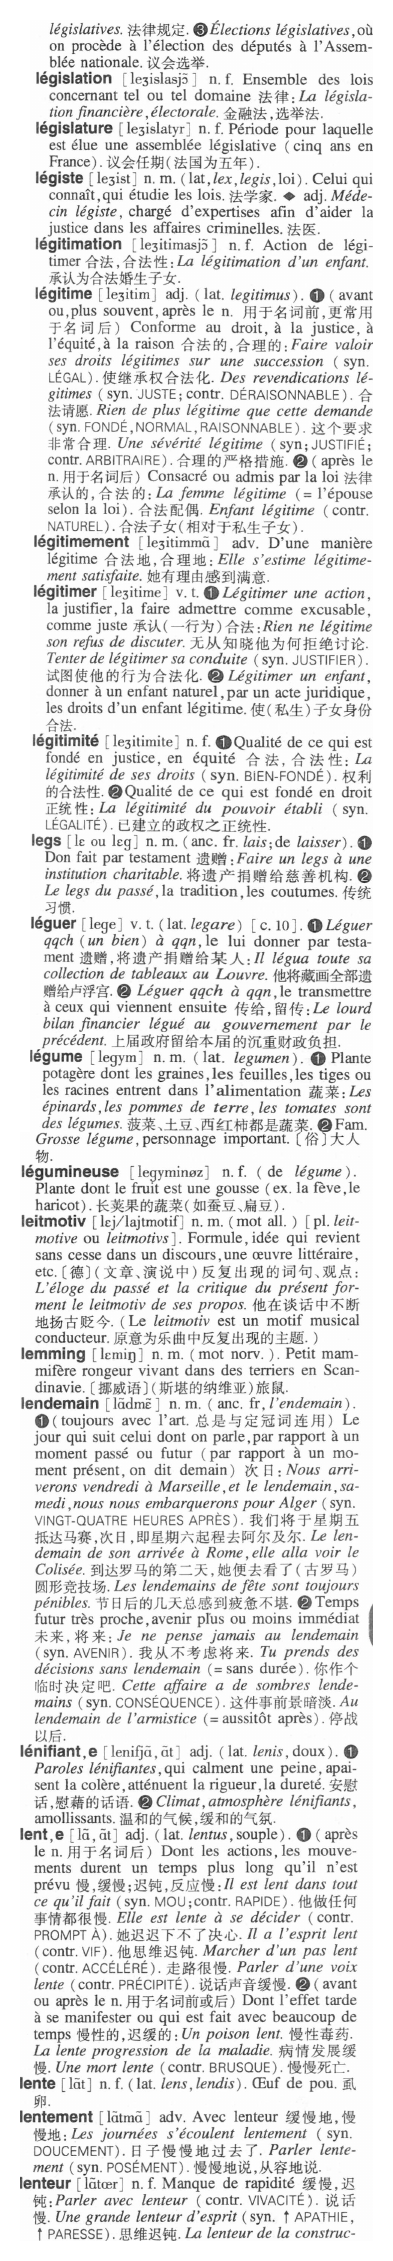 législatives. 法律规定. ❸Élections législatives,où
on procède à l'élection des députés à l'Assem-
blée nationale. 议会选举.
législation [leʒislasjɔ̃] n. f. Ensemble des lois
concernant tel ou tel domaine 法律:La législa-
tion financière,électorale. 金融法,选举法.
législature [leʒislatyr] n. f. Période pour laquelle
est élue une assemblée législative (cinq ans en
France). 议会任期(法国为五年).
légiste [leʒist] n. m. (lat,lex,legis,loi). Celui qui
connaît,qui étudie les lois. 法学家. ◆ adj. Méde-
cin légiste, chargé d'expertises afin d'aider la
justice dans les affaires criminelles. 法医.
légitimation [leʒitimasjɔ̃] n. f. Action de légi-
timer 合法,合法性:La légitimation d'un enfant.
承认为合法婚生子女.
légitime [leʒitim] adj. (lat. legitimus). ❶(avant
ou,plus souvent,après le n. 用于名词前,更常用
于名词后) Conforme au droit, à la justice, à
l'équité,à la raison 合法的,合理的:Faire valoir
ses droits légitimes sur une succession (syn.
LÉGAL). 使继承权合法化. Des revendications lé-
gitimes (syn. JUSTE; contr. DÉRAISONNABLE). 合
法请愿. Rien de plus légitime que cette demande
(syn. FONDÉ,NORMAL,RAISONNABLE). 这个要求
非常合理. Une sévérité légitime (syn;JUSTIFIÉ;
contr. ARBITRAIRE). 合理的严格措施. ❷(après le
n. 用于名词后) Consacré ou admis par la loi 法律
承认的,合法的:La femme légitime (= l'épouse
selon la loi). 合法配偶. Enfant légitime (contr.
NATUREL). 合法子女(相对于私生子女).
légitimement [leʒitimmɑ̃] adv. D'une manière
légitime 合法地,合理地:Elle s'estime légitime-
ment satisfaite. 她有理由感到满意.
légitimer [leʒitime] v. t. ❶Légitimer une action,
la justifier, la faire admettre comme excusable,
comme juste 承认(一行为)合法:Rien ne légitime
son refus de discuter. 无从知晓他为何拒绝讨论.
Tenter de légitimer sa conduite (syn. JUSTIFIER).
试图使他的行为合法化. ❷Légitimer un enfant,
donner à un enfant naturel,par un acte juridique,
les droits d'un enfant légitime. 使(私生)子女身份
合法.
légitimité [leʒitimite] n. f. ❶Qualité de ce qui est
fondé en justice, en équité 合法,合法性:La
légitimité de ses droits (syn. BIEN-FONDÉ). 权利
的合法性. ❷Qualité de ce qui est fondé en droit
正统性:La légitimité du pouvoir établi (syn.
LÉGALITÉ). 已建立的政权之正统性.
legs [lɛ ou lɛg] n. m. (anc. fr. lais;de laisser). ❶
Don fait par testament 遗赠:Faire un legs à une
institution charitable. 将遗产捐赠给慈善机构. ❷
Le legs du passé,la tradition,les coutumes. 传统
习惯.
léguer [lege] v. t. (lat. legare) [c. 10]. ❶Léguer
qqch (un bien) à qqn,le lui donner par testa-
ment 遗赠,将遗产捐赠给某人:Il légua toute sa
collection de tableaux au Louvre. 他将藏画全部遗
赠给卢浮宫. ❷ Léguer qqch à qqn,le transmettre
à ceux qui viennent ensuite 传给,留传:Le lourd
bilan financier légué au gouvernement par le
précédent. 上届政府留给本届的沉重财政负担.
légume [legym] n. m. (lat. legumen). ❶ Plante
potagère dont les graines,les feuilles,les tiges ou
les racines entrent dans l'alimentation 蔬菜:Les
épinards,les pommes de terre,les tomates sont
des légumes. 菠菜、土豆、西红柿都是蔬菜. ❷Fam.
Grosse légume,personnage important.〔俗〕大人
物.
légumineuse [legyminøz] n. f. (de légume).
Plante dont le fruit est une gousse (ex. la fève,le
haricot). 长荚果的蔬菜(如蚕豆、扁豆).
leitmotiv [lɛj/lajtmotif] n. m. (mot all.) [pl. leit-
motive ou leitmotivs]. Formule,idée qui revient
sans cesse dans un discours,une œuvre littéraire,
etc.〔德〕(文章、演说中)反复出现的词句、观点:
L'éloge du passé et la critique du présent for-
ment le leitmotiv de ses propos. 他在谈话中不断
地扬古贬今. (Le leitmotiv est un motif musical
conducteur. 原意为乐曲中反复出现的主题.)
lemming [lɛmiŋ] n. m. (mot norv.). Petit mam-
mifère rongeur vivant dans des terriers en Scan-
dinavie.〔挪威语〕(斯堪的纳维亚)旅鼠.
lendemain [lɑ̃dmɛ̃] n. m. (anc. fr,l'endemain).
❶(toujours avec l'art. 总是与定冠词连用) Le
jour qui suit celui dont on parle,par rapport à un
moment passé ou futur (par rapport à un mo-
ment présent, on dit demain) 次日:Nous arri-
verons vendredi à Marseille,et le lendemain,sa-
medi,nous nous embarquerons pour Alger (syn.
VINGT-QUATRE HEURES APRÈS). 我们将于星期五
抵达马赛,次日,即星期六起程去阿尔及尔. Le len-
demain de son arrivée à Rome,elle alla voir le
Colisée. 到达罗马的第二天,她便去看了(古罗马)
圆形竞技场. Les lendemains de fête sont toujours
pénibles. 节日后的几天总感到疲惫不堪. ❷Temps
futur très proche,avenir plus ou moins immédiat
未来,将来:Je ne pense jamais au lendemain
(syn. AVENIR). 我从不考虑将来. Tu prends des
décisions sans lendemain (= sans durée). 你作个
临时决定吧. Cette affaire a de sombres lende-
mains (syn. CONSÉQUENCE). 这件事前景暗淡. Au
lendemain de l'armistice (= aussitôt après). 停战
以后.
lénifiant,e [lenifjɑ̃,ɑ̃t] adj. (lat. lenis,doux). ❶
Paroles lénifiantes,qui calment une peine,apai-
sent la colère,atténuent la rigueur,la dureté. 安慰
话,慰藉的话语. ❷Climat,atmosphère lénifiants,
amollissants. 温和的气候,缓和的气氛.
lent,e [lɑ̃,ɑ̃t] adj. (lat. lentus,souple). ❶(après
le n. 用于名词后) Dont les actions,les mouve-
ments durent un temps plus long qu'il n'est
prévu 慢,缓慢;迟钝,反应慢:Il est lent dans tout
ce qu'il fait (syn. MOU;contr. RAPIDE). 他做任何
事情都很慢. Elle est lente à se décider (contr.
PROMPT À). 她迟迟下不了决心. Il a l'esprit lent
(contr. VIF). 他思维迟钝. Marcher d'un pas lent
(contr. ACCÉLÉRÉ). 走路很慢. Parler d'une voix
lente (contr. PRÉCIPITÉ). 说话声音缓慢. ❷(avant
ou après le n. 用于名词前或后) Dont l'effet tarde
à se manifester ou qui est fait avec beaucoup de
temps 慢性的,迟缓的:Un poison lent. 慢性毒药.
La lente progression de la maladie. 病情发展缓
慢. Une mort lente (contr. BRUSQUE). 慢慢死亡.
lente [lɑ̃t] n. f. (lat. lens,lendis). Œuf de pou. 虱
卵.
lentement [lɑ̃tmɑ̃] adv. Avec lenteur 缓慢地,慢
慢地:Les journées s'écoulent lentement (syn.
DOUCEMENT). 日子慢慢地过去了. Parler lente-
ment (syn. POSÉMENT). 慢慢地说,从容地说.
lenteur [lɑ̃tœr] n. f. Manque de rapidité 缓慢,迟
钝:Parler avec lenteur (contr. VIVACITÉ). 说话
慢. Une grande lenteur d'esprit (syn. ↑ APATHIE,
↑ PARESSE). 思维迟钝. La lenteur de la construc-